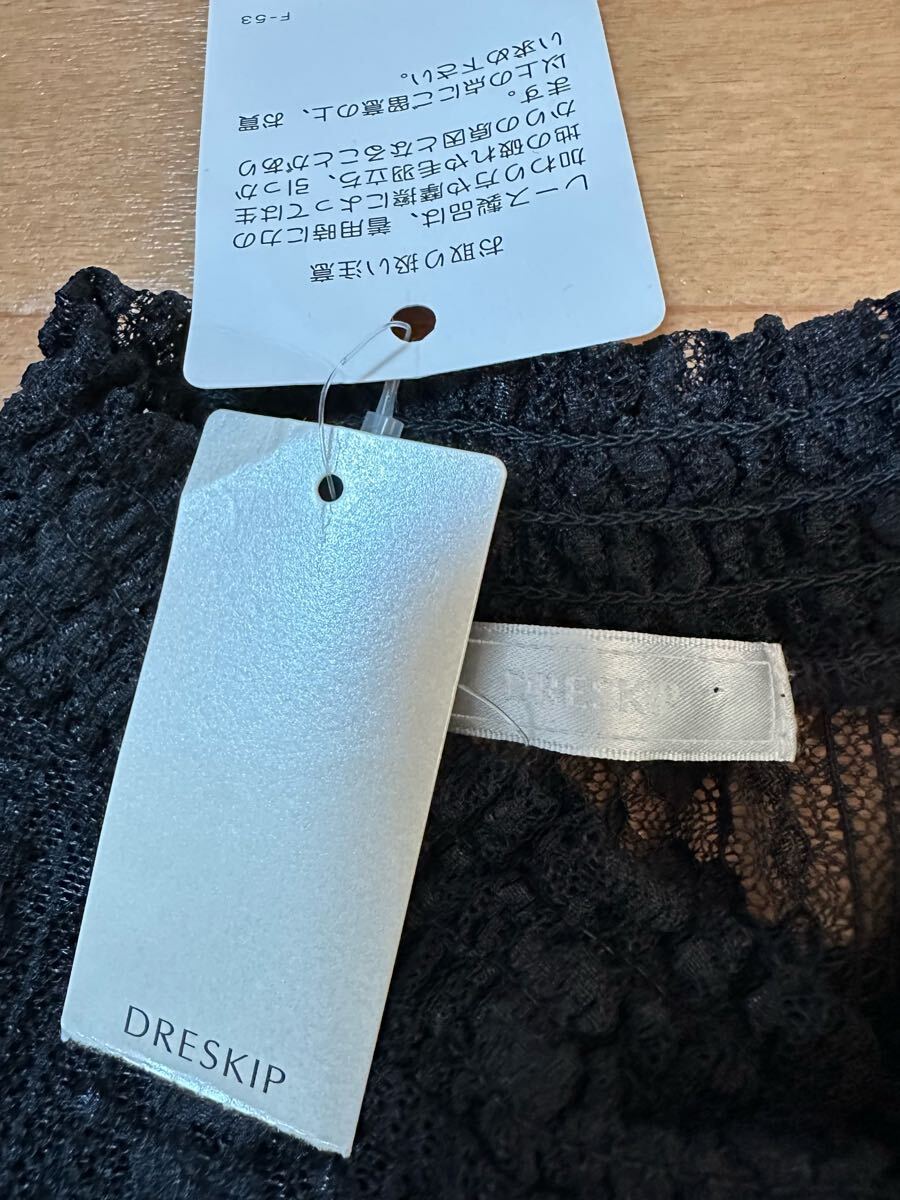 お取り扱い注意
レース製品は、着用時に力の
加わり方や摩擦によっては生
地の破れや毛羽立ち、引っか
かりの原因となることがあり
ます。
以上の点にご留意の上、お買
い求め下さい。
F-53
DRESKIP
DRESKIP